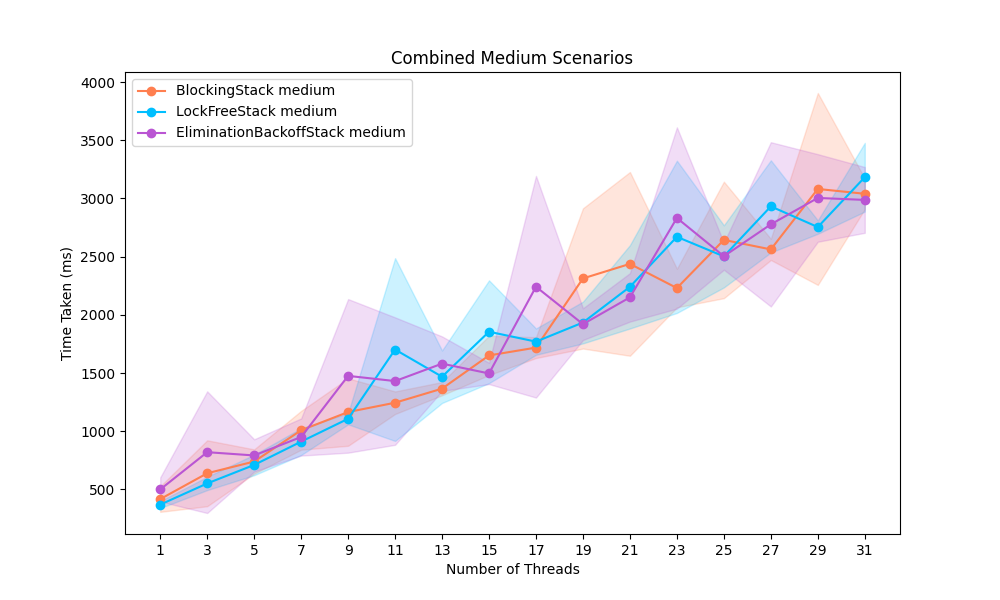 Combined Medium Scenarios
BlockingStack medium
LockFreeStack medium
EliminationBackoffStack medium
Time Taken (ms)
4000
3500
3000
2500
2000
1500
1000
500
1 3 5 7 9 11 13 15 17 19 21 23 25 27 29 31
Number of Threads